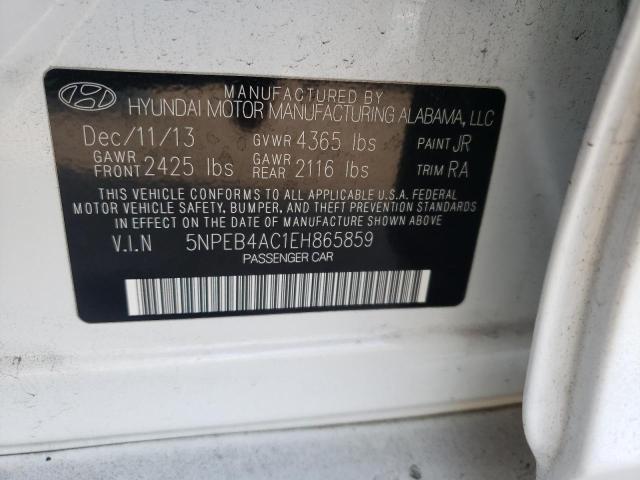 MANUFACTURED BY
HYUNDAI MOTOR MANUFACTURING ALABAMA, LLC
Dec/11/13 GVWR 4365 lbs PAINT JR
GAWR FRONT 2425 lbs GAWR REAR 2116 lbs TRIM RA
THIS VEHICLE CONFORMS TO ALL APPLICABLE U.S.A. FEDERAL
MOTOR VEHICLE SAFETY, BUMPER, AND THEFT PREVENTION STANDARDS
IN EFFECT ON THE DATE OF MANUFACTURE SHOWN ABOVE.
V.I.N 5NPEB4AC1EH865859
PASSENGER CAR